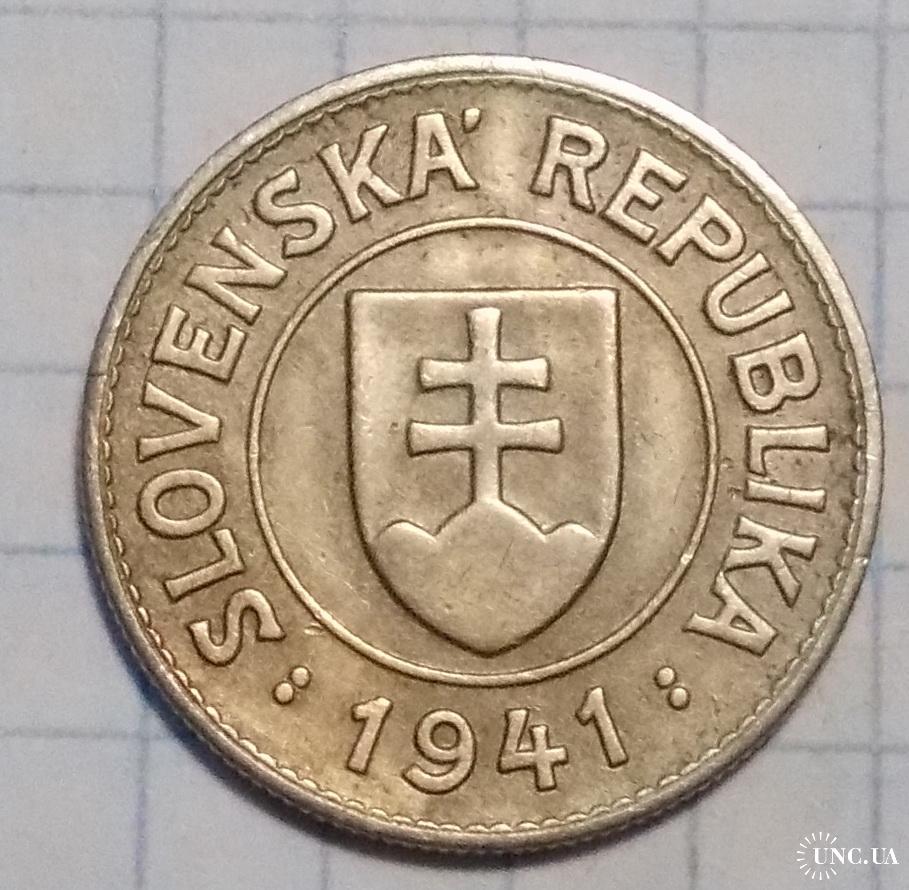 SLOVENSKÁ REPUBLIKA
: 1941 :
UNC.UA